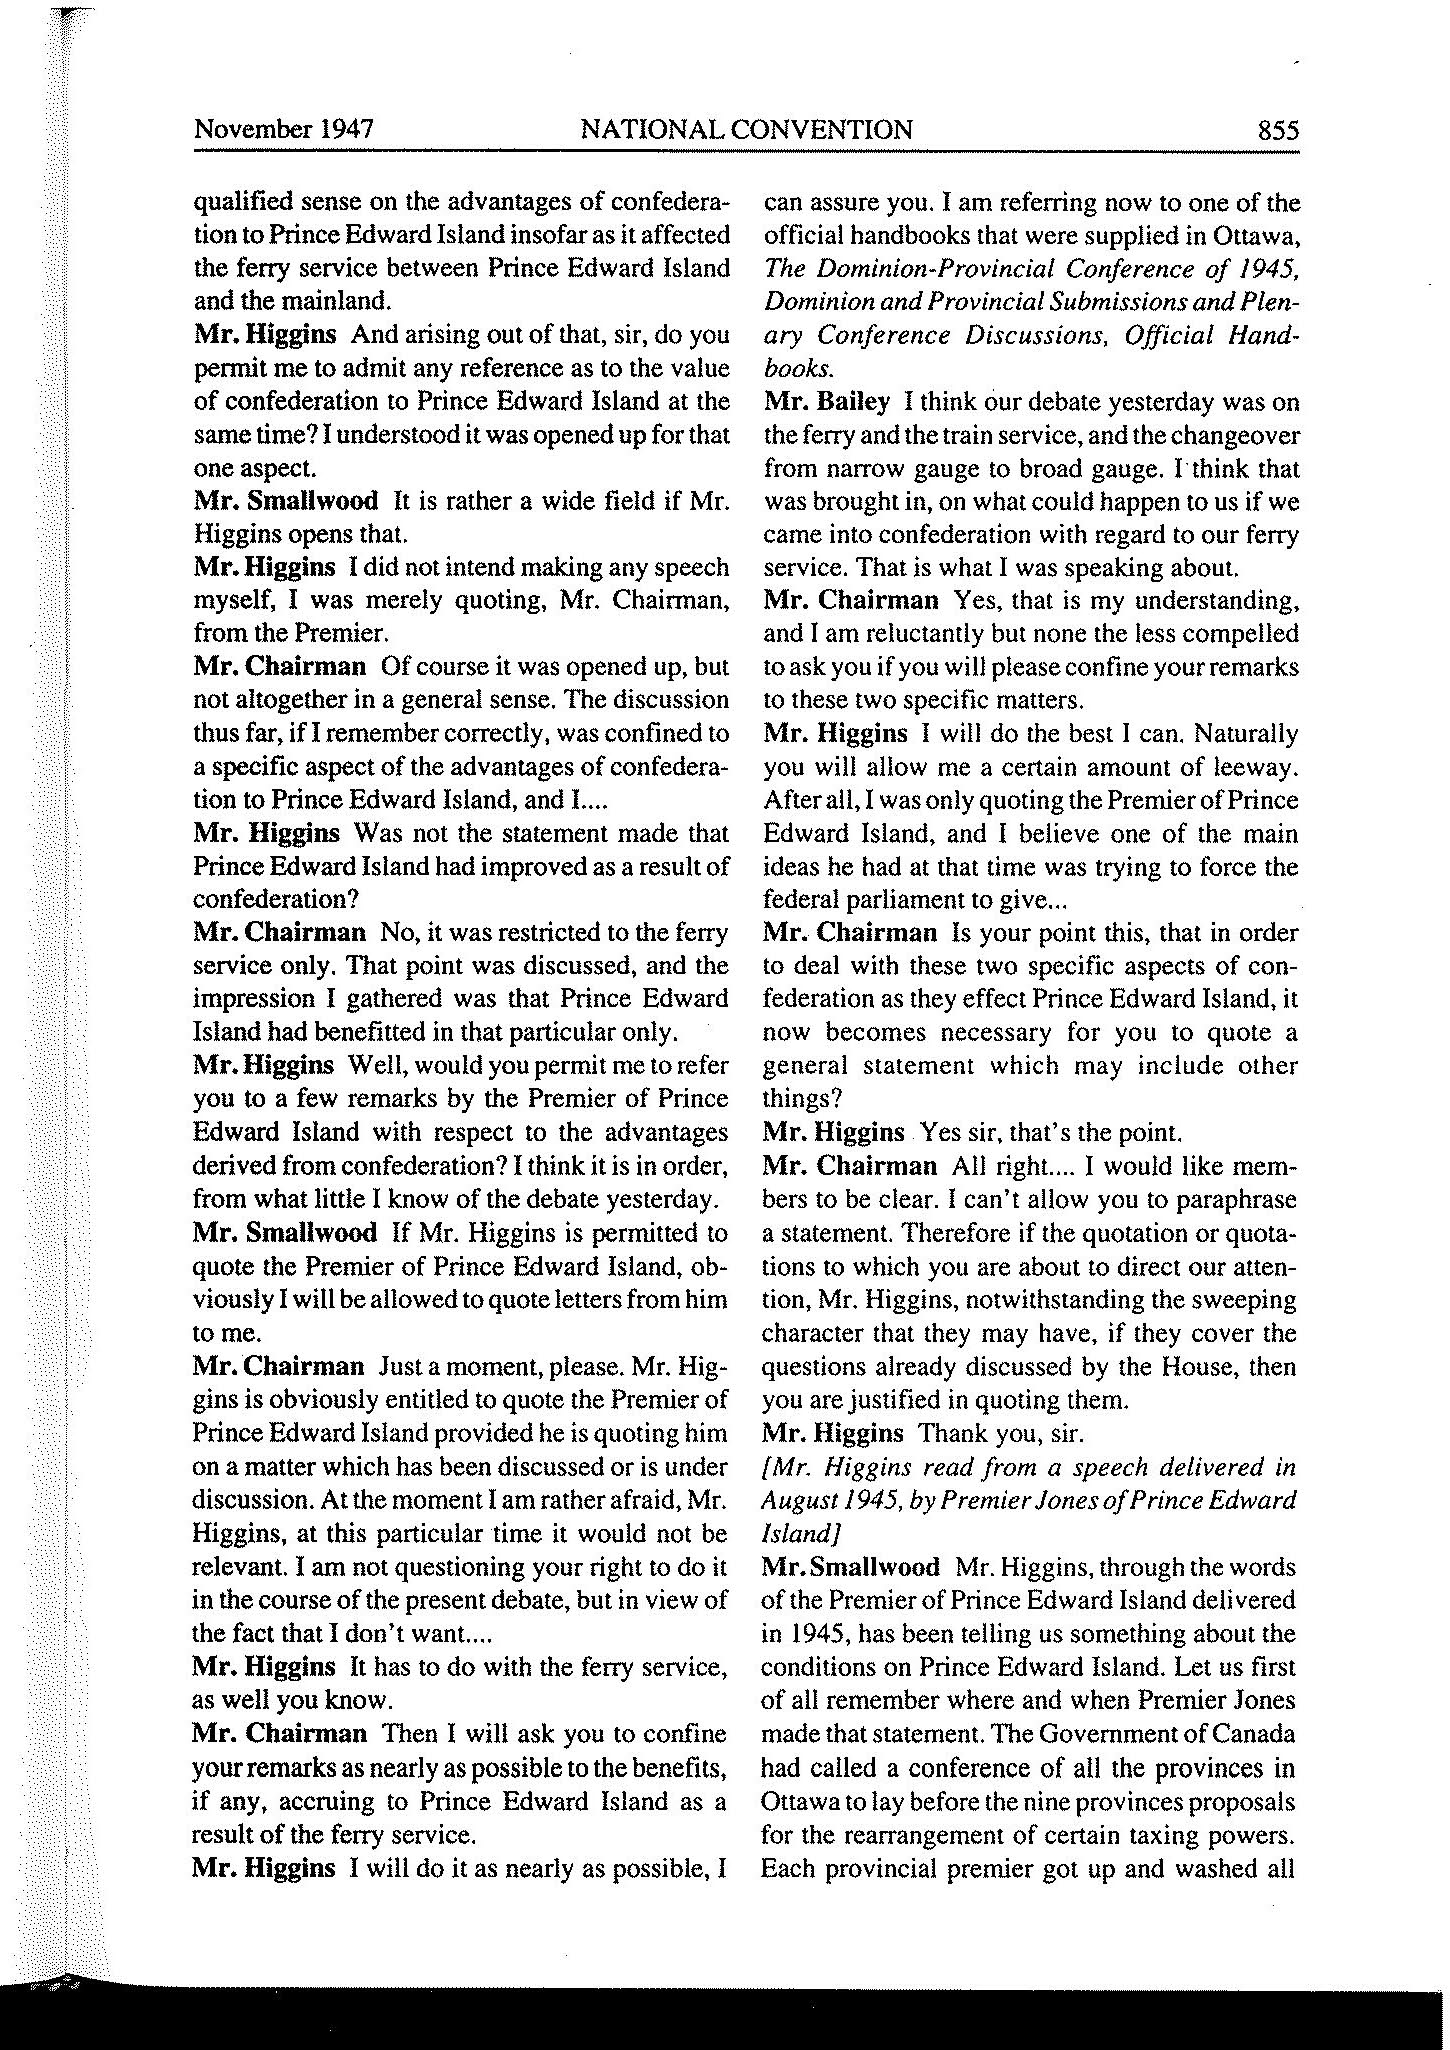 November 1947 NATIONAL CONVENTION 855
qualified sense on the advantages of confedera-
tion to Prince Edward Island insofar as it affected
the ferry service between Prince Edward Island
and the mainland.
Mr. Higgins And arising out of that, sir, do you
permit me to admit any reference as to the value
of confederation to Prince Edward Island at the
same time? I understood it was opened up for that
one aspect.
Mr. Smallwood It is rather a wide field if Mr.
Higgins opens that.
Mr. Higgins I did not intend making any speech
myself, I was merely quoting, Mr. Chairman,
from the Premier.
Mr. Chairman Of course it was opened up, but
not altogether in a general sense. The discussion
thus far, if I remember correctly, was confined to
a specific aspect of the advantages of confedera-
tion to Prince Edward Island, and I....
Mr. Higgins Was not the statement made that
Prince Edward Island had improved as a result of
confederation?
Mr. Chairman No, it was restricted to the ferry
service only. That point was discussed, and the
impression I gathered was that Prince Edward
Island had benefitted in that particular only.
Mr. Higgins Well, would you permit me to refer
you to a few remarks by the Premier of Prince
Edward Island with respect to the advantages
derived from confederation? I think it is in order,
from what little I know of the debate yesterday.
Mr. Smallwood If Mr. Higgins is permitted to
quote the Premier of Prince Edward Island, ob-
viously I will be allowed to quote letters from him
to me.
Mr. Chairman Just a moment, please. Mr. Hig-
gins is obviously entitled to quote the Premier of
Prince Edward Island provided he is quoting him
on a matter which has been discussed or is under
discussion. At the moment I am rather afraid, Mr.
Higgins, at this particular time it would not be
relevant. I am not questioning your right to do it
in the course of the present debate, but in view of
the fact that I don't want....
Mr. Higgins It has to do with the ferry service,
as well you know.
Mr. Chairman Then I will ask you to confine
your remarks as nearly as possible to the benefits,
if any, accruing to Prince Edward Island as a
result of the ferry service.
Mr. Higgins I will do it as nearly as possible, I
can assure you. I am referring now to one of the
official handbooks that were supplied in Ottawa,
The Dominion-Provincial Conference of 1945,
Dominion and Provincial Submissions and Plen-
ary Conference Discussions, Official Hand-
books.
Mr. Bailey I think our debate yesterday was on
the ferry and the train service, and the changeover
from narrow gauge to broad gauge. I think that
was brought in, on what could happen to us if we
came into confederation with regard to our ferry
service. That is what I was speaking about.
Mr. Chairman Yes, that is my understanding,
and I am reluctantly but none the less compelled
to ask you if you will please confine your remarks
to these two specific matters.
Mr. Higgins I will do the best I can. Naturally
you will allow me a certain amount of leeway.
After all, I was only quoting the Premier of Prince
Edward Island, and I believe one of the main
ideas he had at that time was trying to force the
federal parliament to give...
Mr. Chairman Is your point this, that in order
to deal with these two specific aspects of con-
federation as they effect Prince Edward Island, it
now becomes necessary for you to quote a
general statement which may include other
things?
Mr. Higgins Yes sir, that's the point.
Mr. Chairman All right.... I would like mem-
bers to be clear. I can't allow you to paraphrase
a statement. Therefore if the quotation or quota-
tions to which you are about to direct our atten-
tion, Mr. Higgins, notwithstanding the sweeping
character that they may have, if they cover the
questions already discussed by the House, then
you are justified in quoting them.
Mr. Higgins Thank you, sir.
[Mr. Higgins read from a speech delivered in
August 1945, by Premier Jones of Prince Edward
Island]
Mr. Smallwood Mr. Higgins, through the words
of the Premier of Prince Edward Island delivered
in 1945, has been telling us something about the
conditions on Prince Edward Island. Let us first
of all remember where and when Premier Jones
made that statement. The Government of Canada
had called a conference of all the provinces in
Ottawa to lay before the nine provinces proposals
for the rearrangement of certain taxing powers.
Each provincial premier got up and washed all